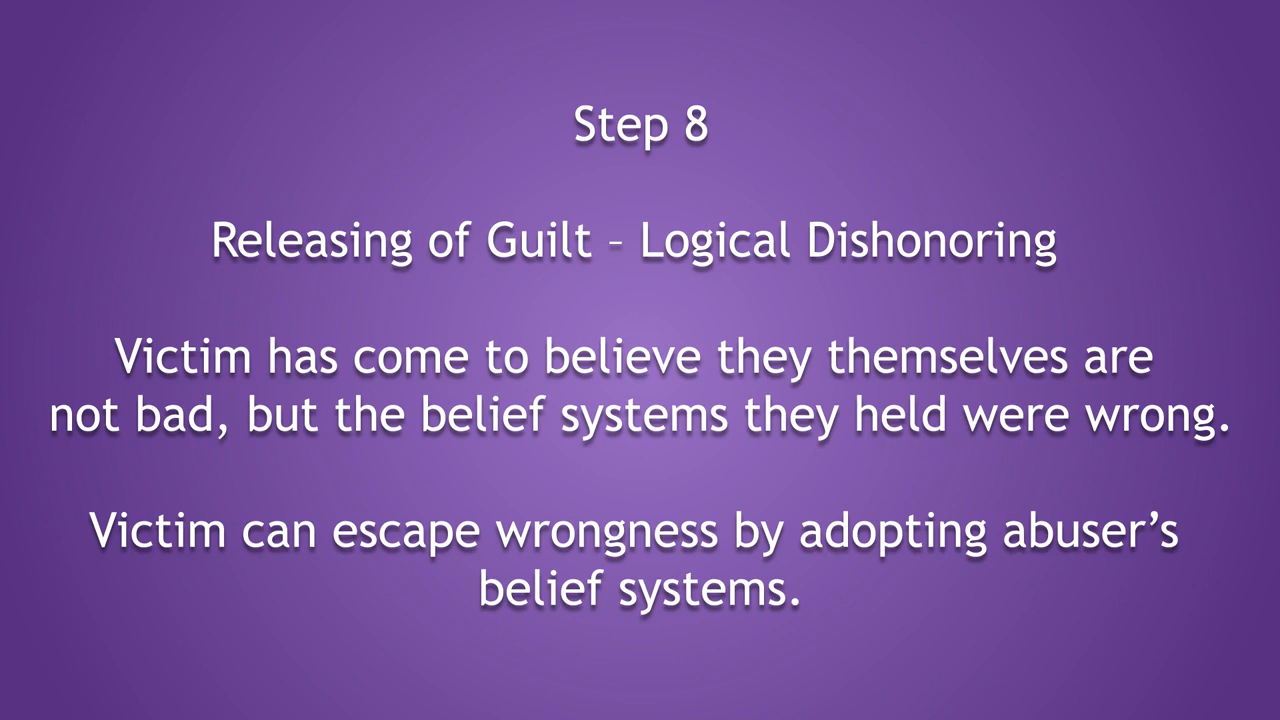 Step 8
Releasing of Guilt – Logical Dishonoring
Victim has come to believe they themselves are
not bad, but the belief systems they held were wrong.
Victim can escape wrongness by adopting abuser’s
belief systems.